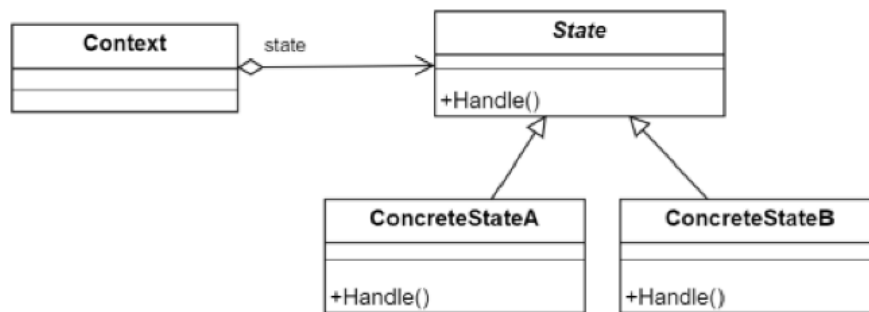 Context
state
State
+Handle()
ConcreteStateA
+Handle()
ConcreteStateB
+Handle()